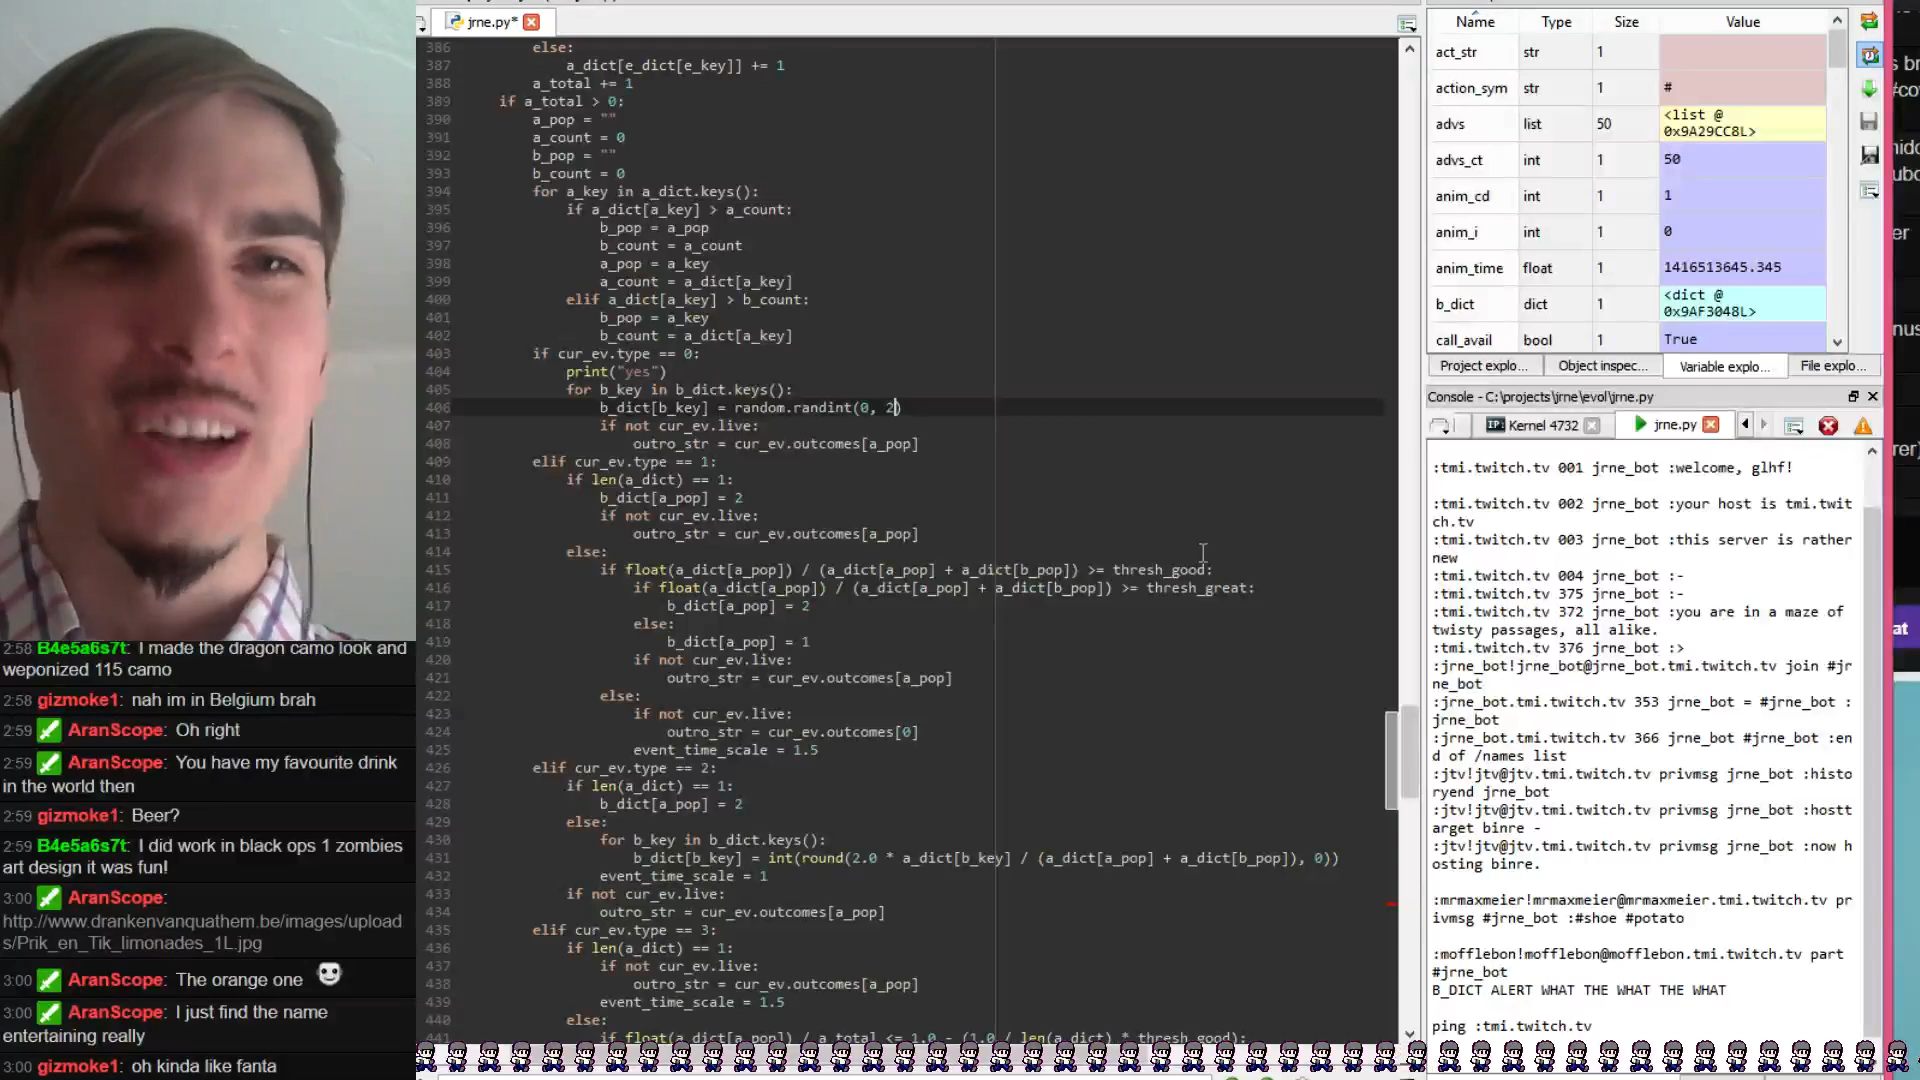 jrne.py*
386 else:
387 a_dict[e_dict[e_key]] += 1
388 a_total += 1
389 if a_total > 0:
390 a_pop = ""
391 a_count = 0
392 b_pop = ""
393 b_count = 0
394 for a_key in a_dict.keys():
395 if a_dict[a_key] > a_count:
396 b_pop = a_pop
397 b_count = a_count
398 a_pop = a_key
399 a_count = a_dict[a_key]
400 elif a_dict[a_key] > b_count:
401 b_pop = a_key
402 b_count = a_dict[a_key]
403 if cur_ev.type == 0:
404 print("yes")
405 for b_key in b_dict.keys():
406 b_dict[b_key] = random.randint(0, 2)
407 if not cur_ev.live:
408 outro_str = cur_ev.outcomes[a_pop]
409 elif cur_ev.type == 1:
410 if len(a_dict) == 1:
411 b_dict[a_pop] = 2
412 if not cur_ev.live:
413 outro_str = cur_ev.outcomes[a_pop]
414 else:
415 if float(a_dict[a_pop]) / (a_dict[a_pop] + a_dict[b_pop]) >= thresh_good:
416 if float(a_dict[a_pop]) / (a_dict[a_pop] + a_dict[b_pop]) >= thresh_great:
417 b_dict[a_pop] = 2
418 else:
419 b_dict[a_pop] = 1
420 if not cur_ev.live:
421 outro_str = cur_ev.outcomes[a_pop]
422 else:
423 if not cur_ev.live:
424 outro_str = cur_ev.outcomes[0]
425 event_time_scale = 1.5
426 elif cur_ev.type == 2:
427 if len(a_dict) == 1:
428 b_dict[a_pop] = 2
429 else:
430 for b_key in b_dict.keys():
431 b_dict[b_key] = int(round(2.0 * a_dict[b_key] / (a_dict[a_pop] + a_dict[b_pop]), 0))
432 event_time_scale = 1
433 if not cur_ev.live:
434 outro_str = cur_ev.outcomes[a_pop]
435 elif cur_ev.type == 3:
436 if len(a_dict) == 1:
437 if not cur_ev.live:
438 outro_str = cur_ev.outcomes[a_pop]
439 event_time_scale = 1.5
440 else:
441 if float(a_dict[a_pop]) / a_total <= 1.0 - (1.0 / len(a_dict) * thresh_good):
Name Type Size Value
act_str str 1
action_sym str 1 #
advs list 50 <list @
0x9A29CC8L>
advs_ct int 1 50
anim_cd int 1 1
anim_i int 1 0
anim_time float 1 1416513645.345
b_dict dict 1 <dict @
0x9AF3048L>
call_avail bool 1 True
Project explo... Object inspec... Variable explo... File explo...
Console - C:\projects\jrne\evol\jrne.py
Kernel 4732 jrne.py
:tmi.twitch.tv 001 jrne_bot :welcome, glhf!
:tmi.twitch.tv 002 jrne_bot :your host is tmi.twit
ch.tv
:tmi.twitch.tv 003 jrne_bot :this server is rather
new
:tmi.twitch.tv 004 jrne_bot :-
:tmi.twitch.tv 375 jrne_bot :-
:tmi.twitch.tv 372 jrne_bot :you are in a maze of
twisty passages, all alike.
:tmi.twitch.tv 376 jrne_bot :>
:jrne_bot!jrne_bot@jrne_bot.tmi.twitch.tv join #jr
ne_bot
:jrne_bot.tmi.twitch.tv 353 jrne_bot = #jrne_bot :
jrne_bot
:jrne_bot.tmi.twitch.tv 366 jrne_bot #jrne_bot :en
d of /names list
:jtv!jtv@jtv.tmi.twitch.tv privmsg jrne_bot :histo
ryend jrne_bot
:jtv!jtv@jtv.tmi.twitch.tv privmsg jrne_bot :hostt
arget binre -
:jtv!jtv@jtv.tmi.twitch.tv privmsg jrne_bot :now h
osting binre.
:mrmaxmeier!mrmaxmeier@mrmaxmeier.tmi.twitch.tv pr
ivmsg #jrne_bot :#shoe #potato
:mofflebon!mofflebon@mofflebon.tmi.twitch.tv part
#jrne_bot
B_DICT ALERT WHAT THE WHAT THE WHAT
ping :tmi.twitch.tv
2:58 B4e5a6s7t: I made the dragon camo look and
weponized 115 camo
2:58 gizmoke1: nah im in Belgium brah
2:59 AranScope: Oh right
2:59 AranScope: You have my favourite drink
in the world then
2:59 gizmoke1: Beer?
2:59 B4e5a6s7t: I did work in black ops 1 zombies
art design it was fun!
3:00 AranScope:
http://www.drankenvanquathem.be/images/upload
s/Prik_en_Tik_limonades_1L.jpg
3:00 AranScope: The orange one
3:00 AranScope: I just find the name
entertaining really
3:00 gizmoke1: oh kinda like fanta